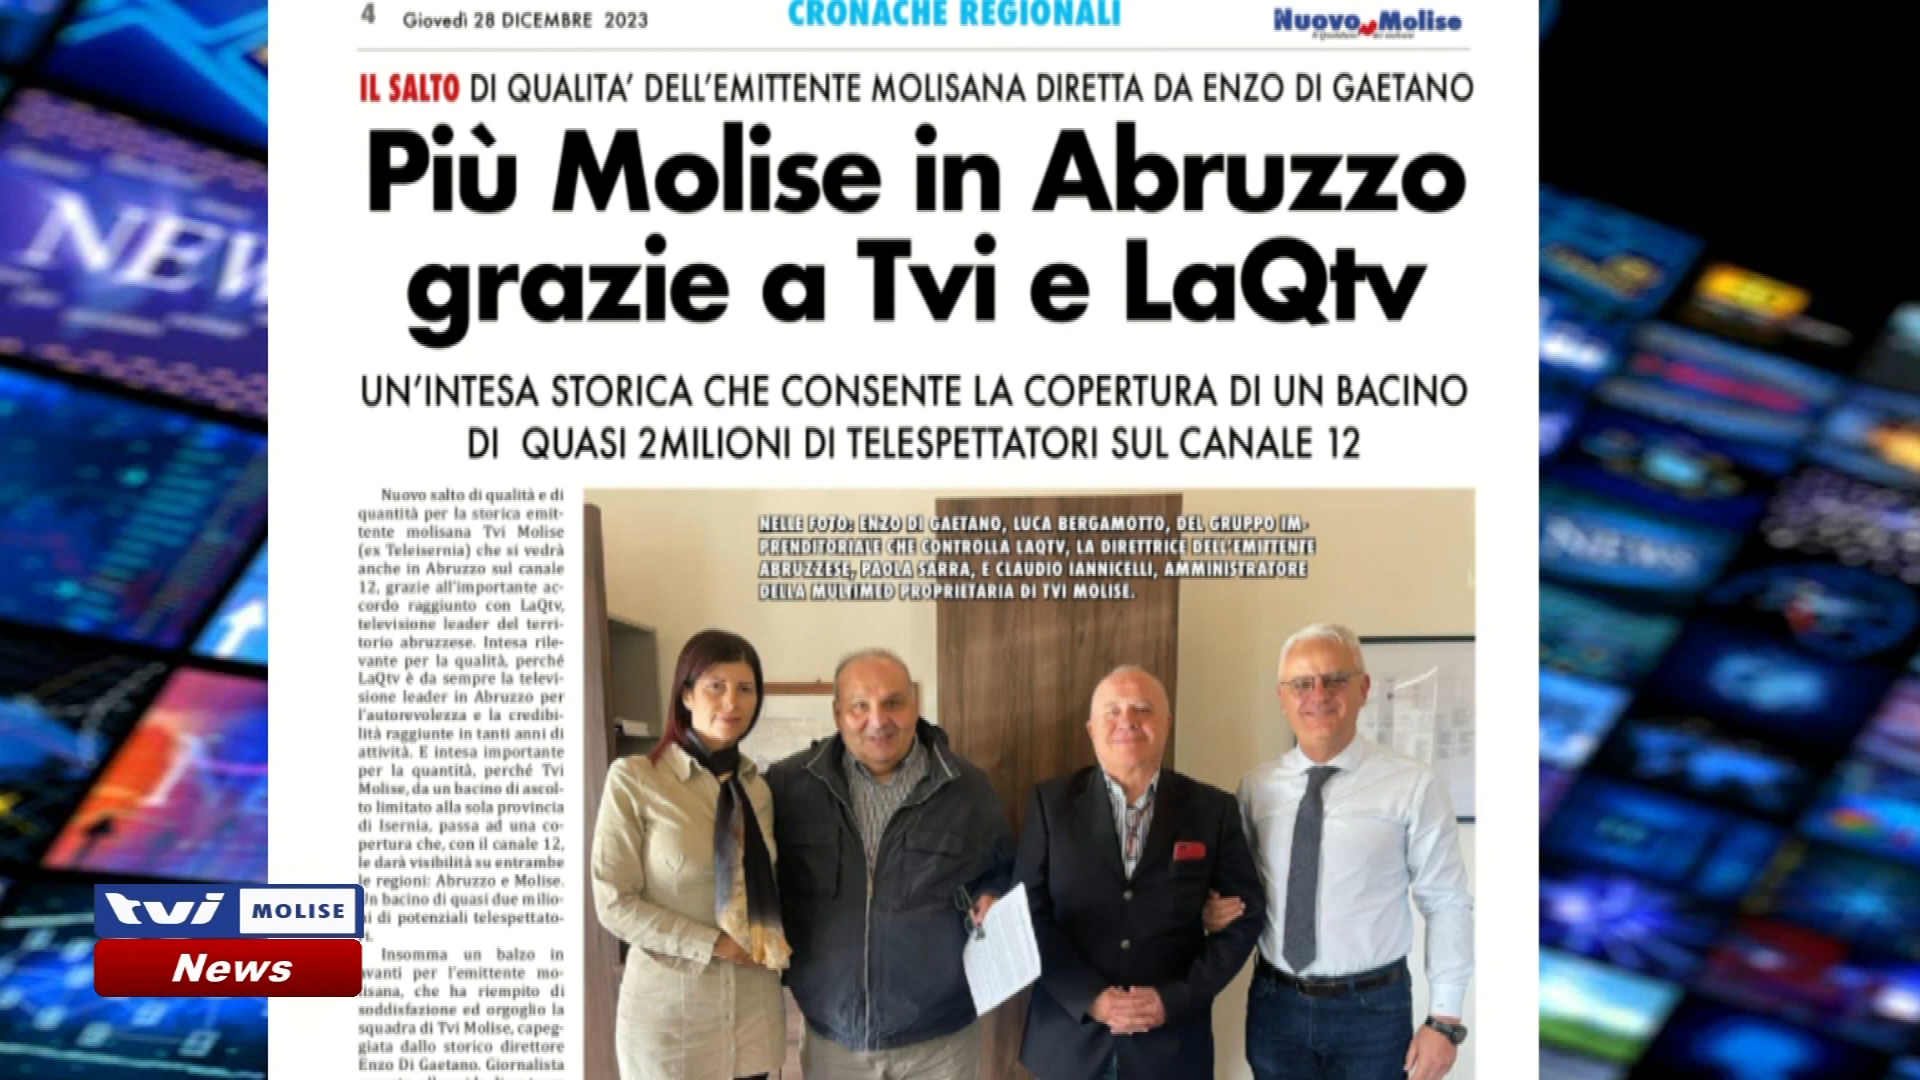 4 Giovedì 28 DICEMBRE 2023 CRONACHE REGIONALI Nuovo Molise
IL SALTO DI QUALITA' DELL'EMITTENTE MOLISANA DIRETTA DA ENZO DI GAETANO
Più Molise in Abruzzo
grazie a Tvi e LaQtv
UN'INTESA STORICA CHE CONSENTE LA COPERTURA DI UN BACINO
DI QUASI 2MILIONI DI TELESPETTATORI SUL CANALE 12
Nuovo salto di qualità e di
quantità per la storica emit-
tente molisana Tvi Molise
(ex Teleisernia) che si vedrà
anche in Abruzzo sul canale
12, grazie all'importante ac-
cordo raggiunto con LaQtv,
televisione leader del terri-
torio abruzzese. Intesa rile-
vante per la qualità, perché
LaQtv è da sempre la televi-
sione leader in Abruzzo per
l'autorevolezza e la credibi-
lità raggiunte in tanti anni di
attività. E intesa importante
per la quantità, perché Tvi
Molise, da un bacino di ascol-
to limitato alla sola provincia
di Isernia, passa ad una co-
pertura che, con il canale 12,
le darà visibilità su entrambe
le regioni: Abruzzo e Molise.
Un bacino di quasi due milio-
ni di potenziali telespettato-
ri.
Insomma un balzo in
avanti per l'emittente mo-
lisana, che ha riempito di
soddisfazione ed orgoglio la
squadra di Tvi Molise, capeg-
giata dallo storico direttore
Enzo Di Gaetano. Giornalista
NELLE FOTO: ENZO DI GAETANO, LUCA BERGAMOTTO, DEL GRUPPO IM-
PRENDITORIALE CHE CONTROLLA LAQTV, LA DIRETTRICE DELL'EMITTENTE
ABRUZZESE, PAOLA SARRA, E CLAUDIO IANNICELLI, AMMINISTRATORE
DELLA MULTIMED PROPRIETARIA DI TVI MOLISE.
NEWS
NEWS
tvi MOLISE
News